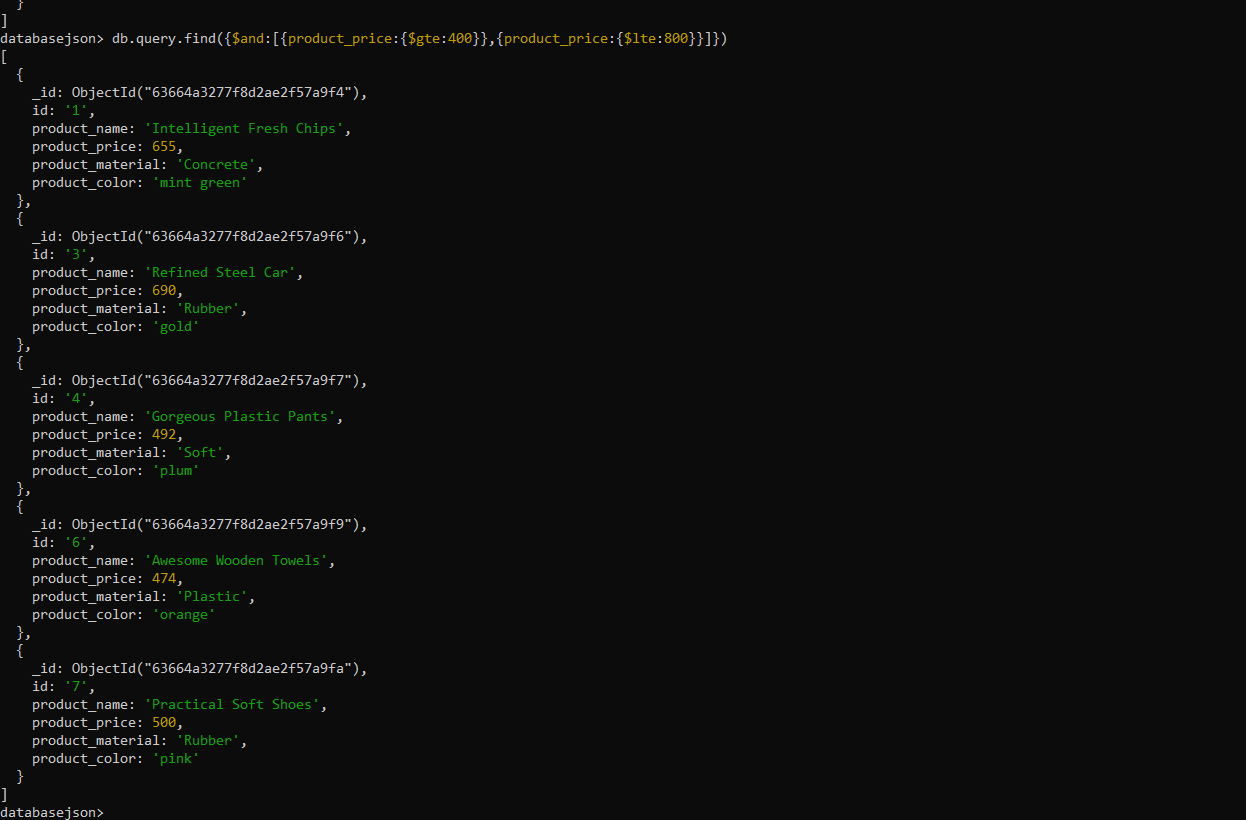 }
]
databasejson> db.query.find({$and:[{product_price:{$gte:400}},{product_price:{$lte:800}}]})
[
  {
    _id: ObjectId("63664a3277f8d2ae2f57a9f4"),
    id: '1',
    product_name: 'Intelligent Fresh Chips',
    product_price: 655,
    product_material: 'Concrete',
    product_color: 'mint green'
  },
  {
    _id: ObjectId("63664a3277f8d2ae2f57a9f6"),
    id: '3',
    product_name: 'Refined Steel Car',
    product_price: 690,
    product_material: 'Rubber',
    product_color: 'gold'
  },
  {
    _id: ObjectId("63664a3277f8d2ae2f57a9f7"),
    id: '4',
    product_name: 'Gorgeous Plastic Pants',
    product_price: 492,
    product_material: 'Soft',
    product_color: 'plum'
  },
  {
    _id: ObjectId("63664a3277f8d2ae2f57a9f9"),
    id: '6',
    product_name: 'Awesome Wooden Towels',
    product_price: 474,
    product_material: 'Plastic',
    product_color: 'orange'
  },
  {
    _id: ObjectId("63664a3277f8d2ae2f57a9fa"),
    id: '7',
    product_name: 'Practical Soft Shoes',
    product_price: 500,
    product_material: 'Rubber',
    product_color: 'pink'
  }
]
databasejson>